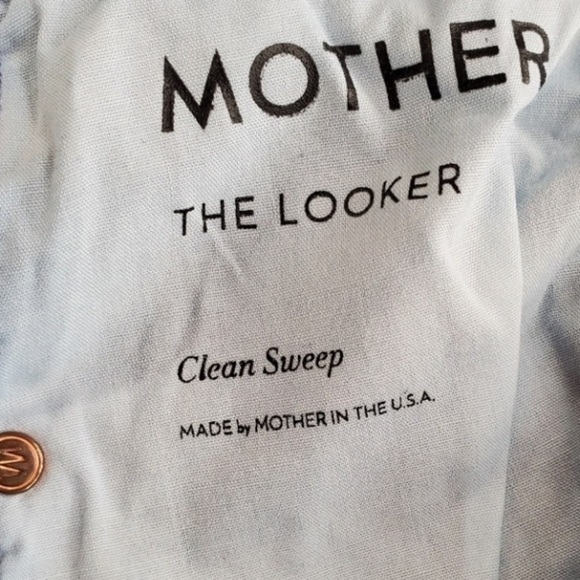 MOTHER
THE LOOKER
Clean Sweep
MADE by MOTHER IN THE U.S.A.
M